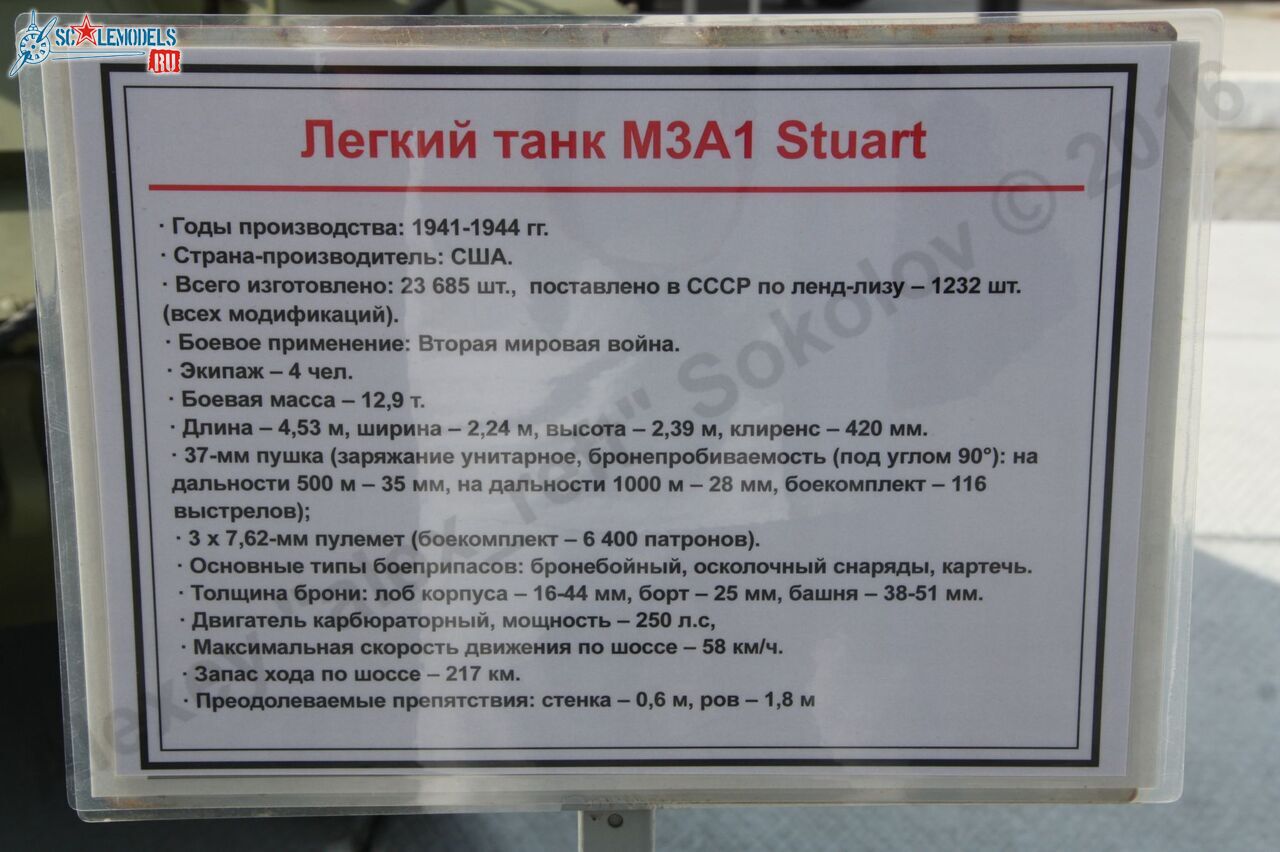 SCALEMODELS
RU
Легкий танк М3А1 Stuart
· Годы производства: 1941-1944 гг.
· Страна-производитель: США.
· Всего изготовлено: 23 685 шт., поставлено в СССР по ленд-лизу – 1232 шт.
(всех модификаций).
· Боевое применение: Вторая мировая война.
· Экипаж – 4 чел.
· Боевая масса – 12,9 т.
· Длина – 4,53 м, ширина – 2,24 м, высота – 2,39 м, клиренс – 420 мм.
· 37-мм пушка (заряжание унитарное, бронепробиваемость (под углом 90°): на
дальности 500 м – 35 мм, на дальности 1000 м – 28 мм, боекомплект – 116
выстрелов);
· 3 х 7,62-мм пулемет (боекомплект – 6 400 патронов).
· Основные типы боеприпасов: бронебойный, осколочный снаряды, картечь.
· Толщина брони: лоб корпуса – 16-44 мм, борт – 25 мм, башня – 38-51 мм.
· Двигатель карбюраторный, мощность – 250 л.с,
· Максимальная скорость движения по шоссе – 58 км/ч.
· Запас хода по шоссе – 217 км.
· Преодолеваемые препятствия: стенка – 0,6 м, ров – 1,8 м
Sokolov © 2016